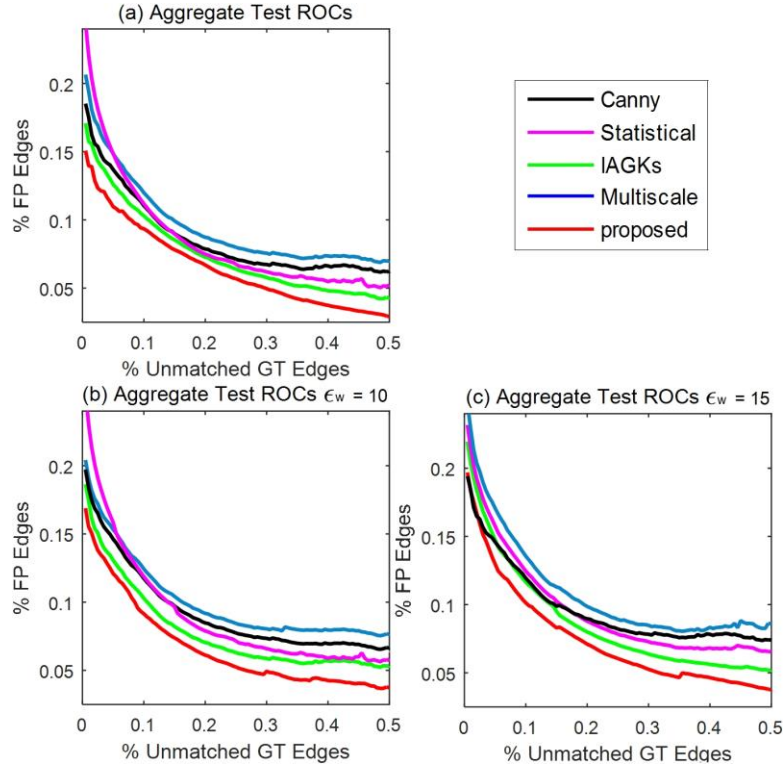 (a) Aggregate Test ROCs
% FP Edges
0.2
0.15
0.1
0.05
0 0.1 0.2 0.3 0.4 0.5
% Unmatched GT Edges
Canny
Statistical
IAGKs
Multiscale
proposed
(b) Aggregate Test ROCs ϵw = 10
% FP Edges
0.2
0.15
0.1
0.05
0 0.1 0.2 0.3 0.4 0.5
% Unmatched GT Edges
(c) Aggregate Test ROCs ϵw = 15
% FP Edges
0.2
0.15
0.1
0.05
0 0.1 0.2 0.3 0.4 0.5
% Unmatched GT Edges